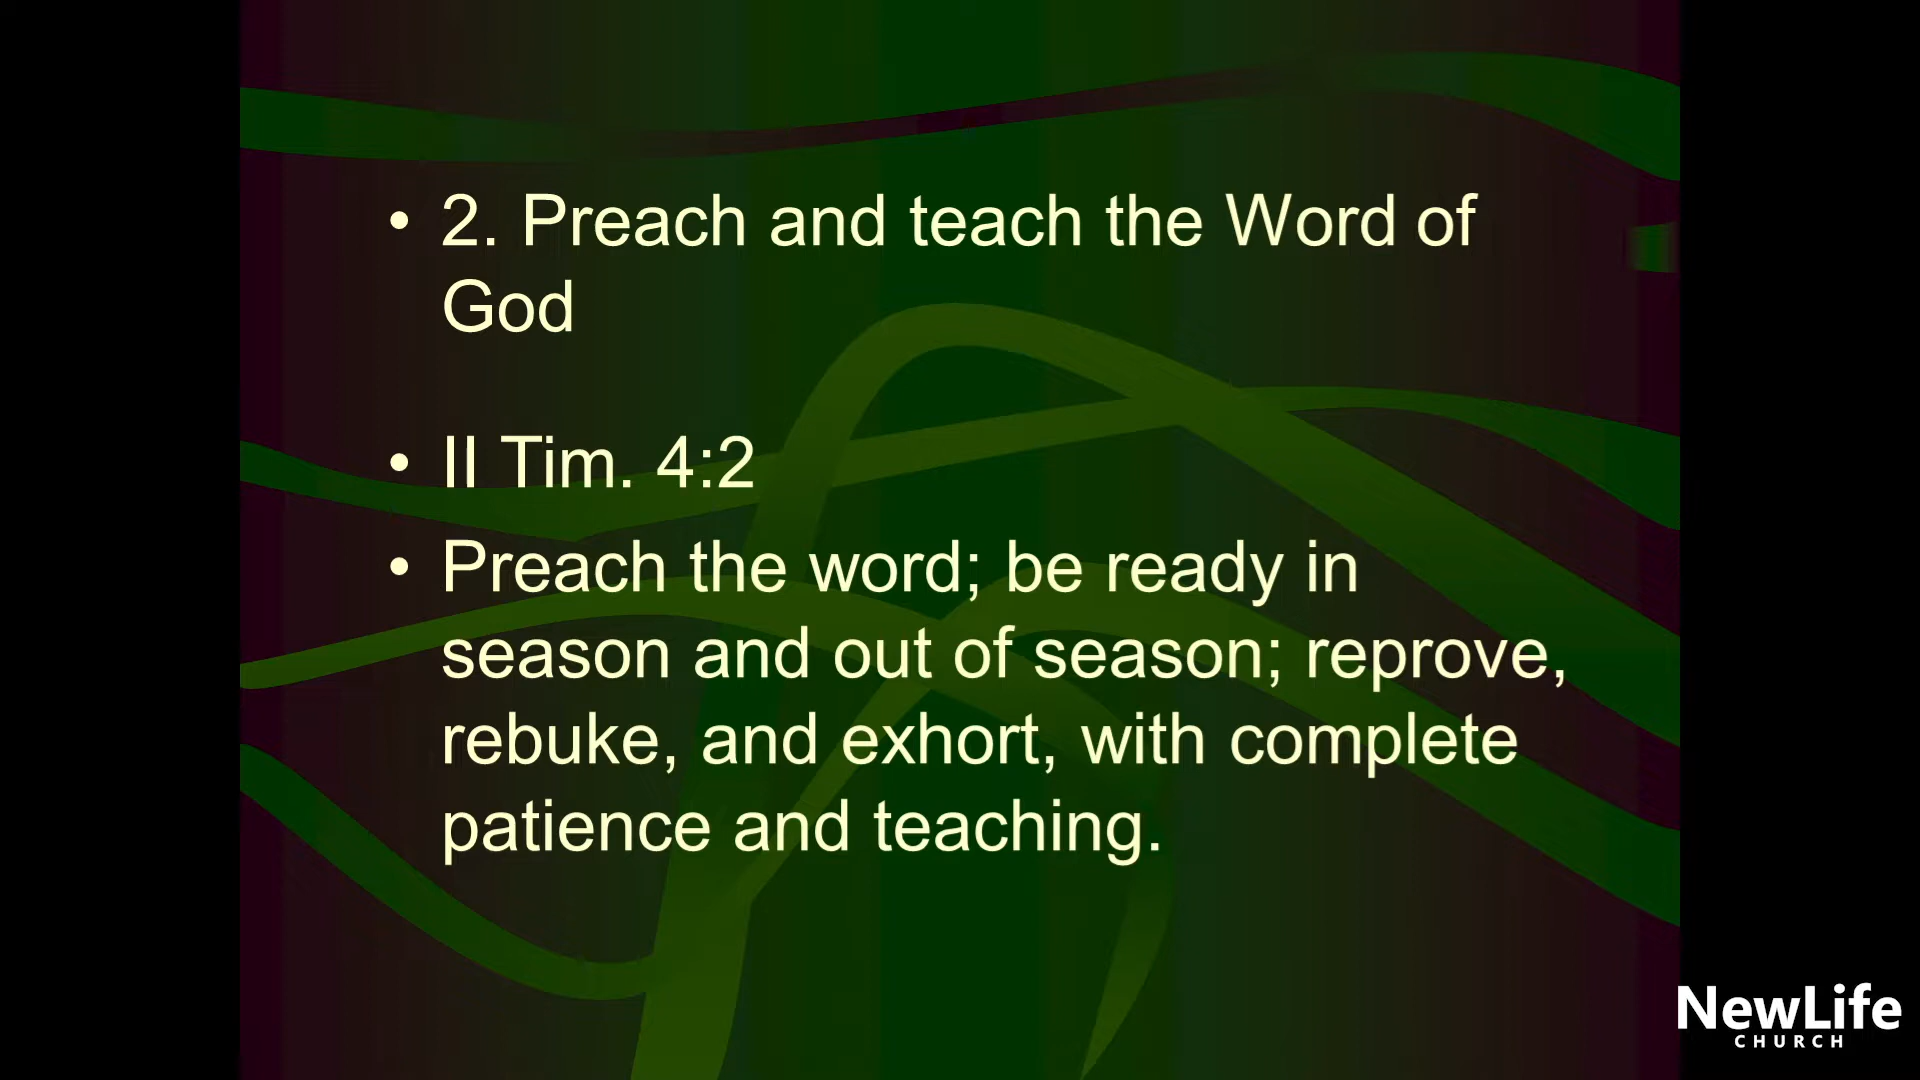 • 2. Preach and teach the Word of
God
• II Tim. 4:2
• Preach the word; be ready in
season and out of season; reprove,
rebuke, and exhort, with complete
patience and teaching.
NewLife
CHURCH